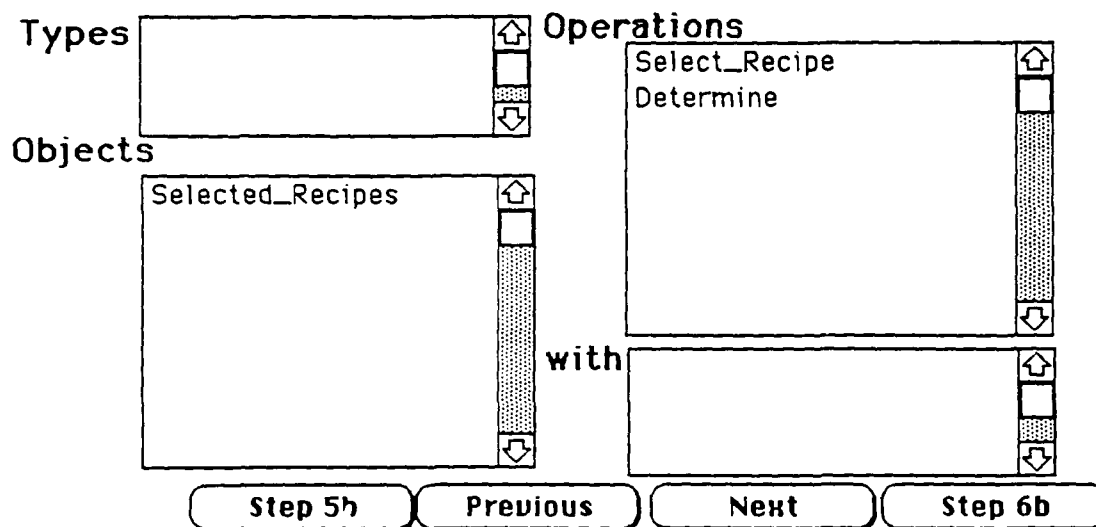 Types
Operations
Select_Recipe
Determine
Objects
Selected_Recipes
with
Step 5b
Previous
Next
Step 6b